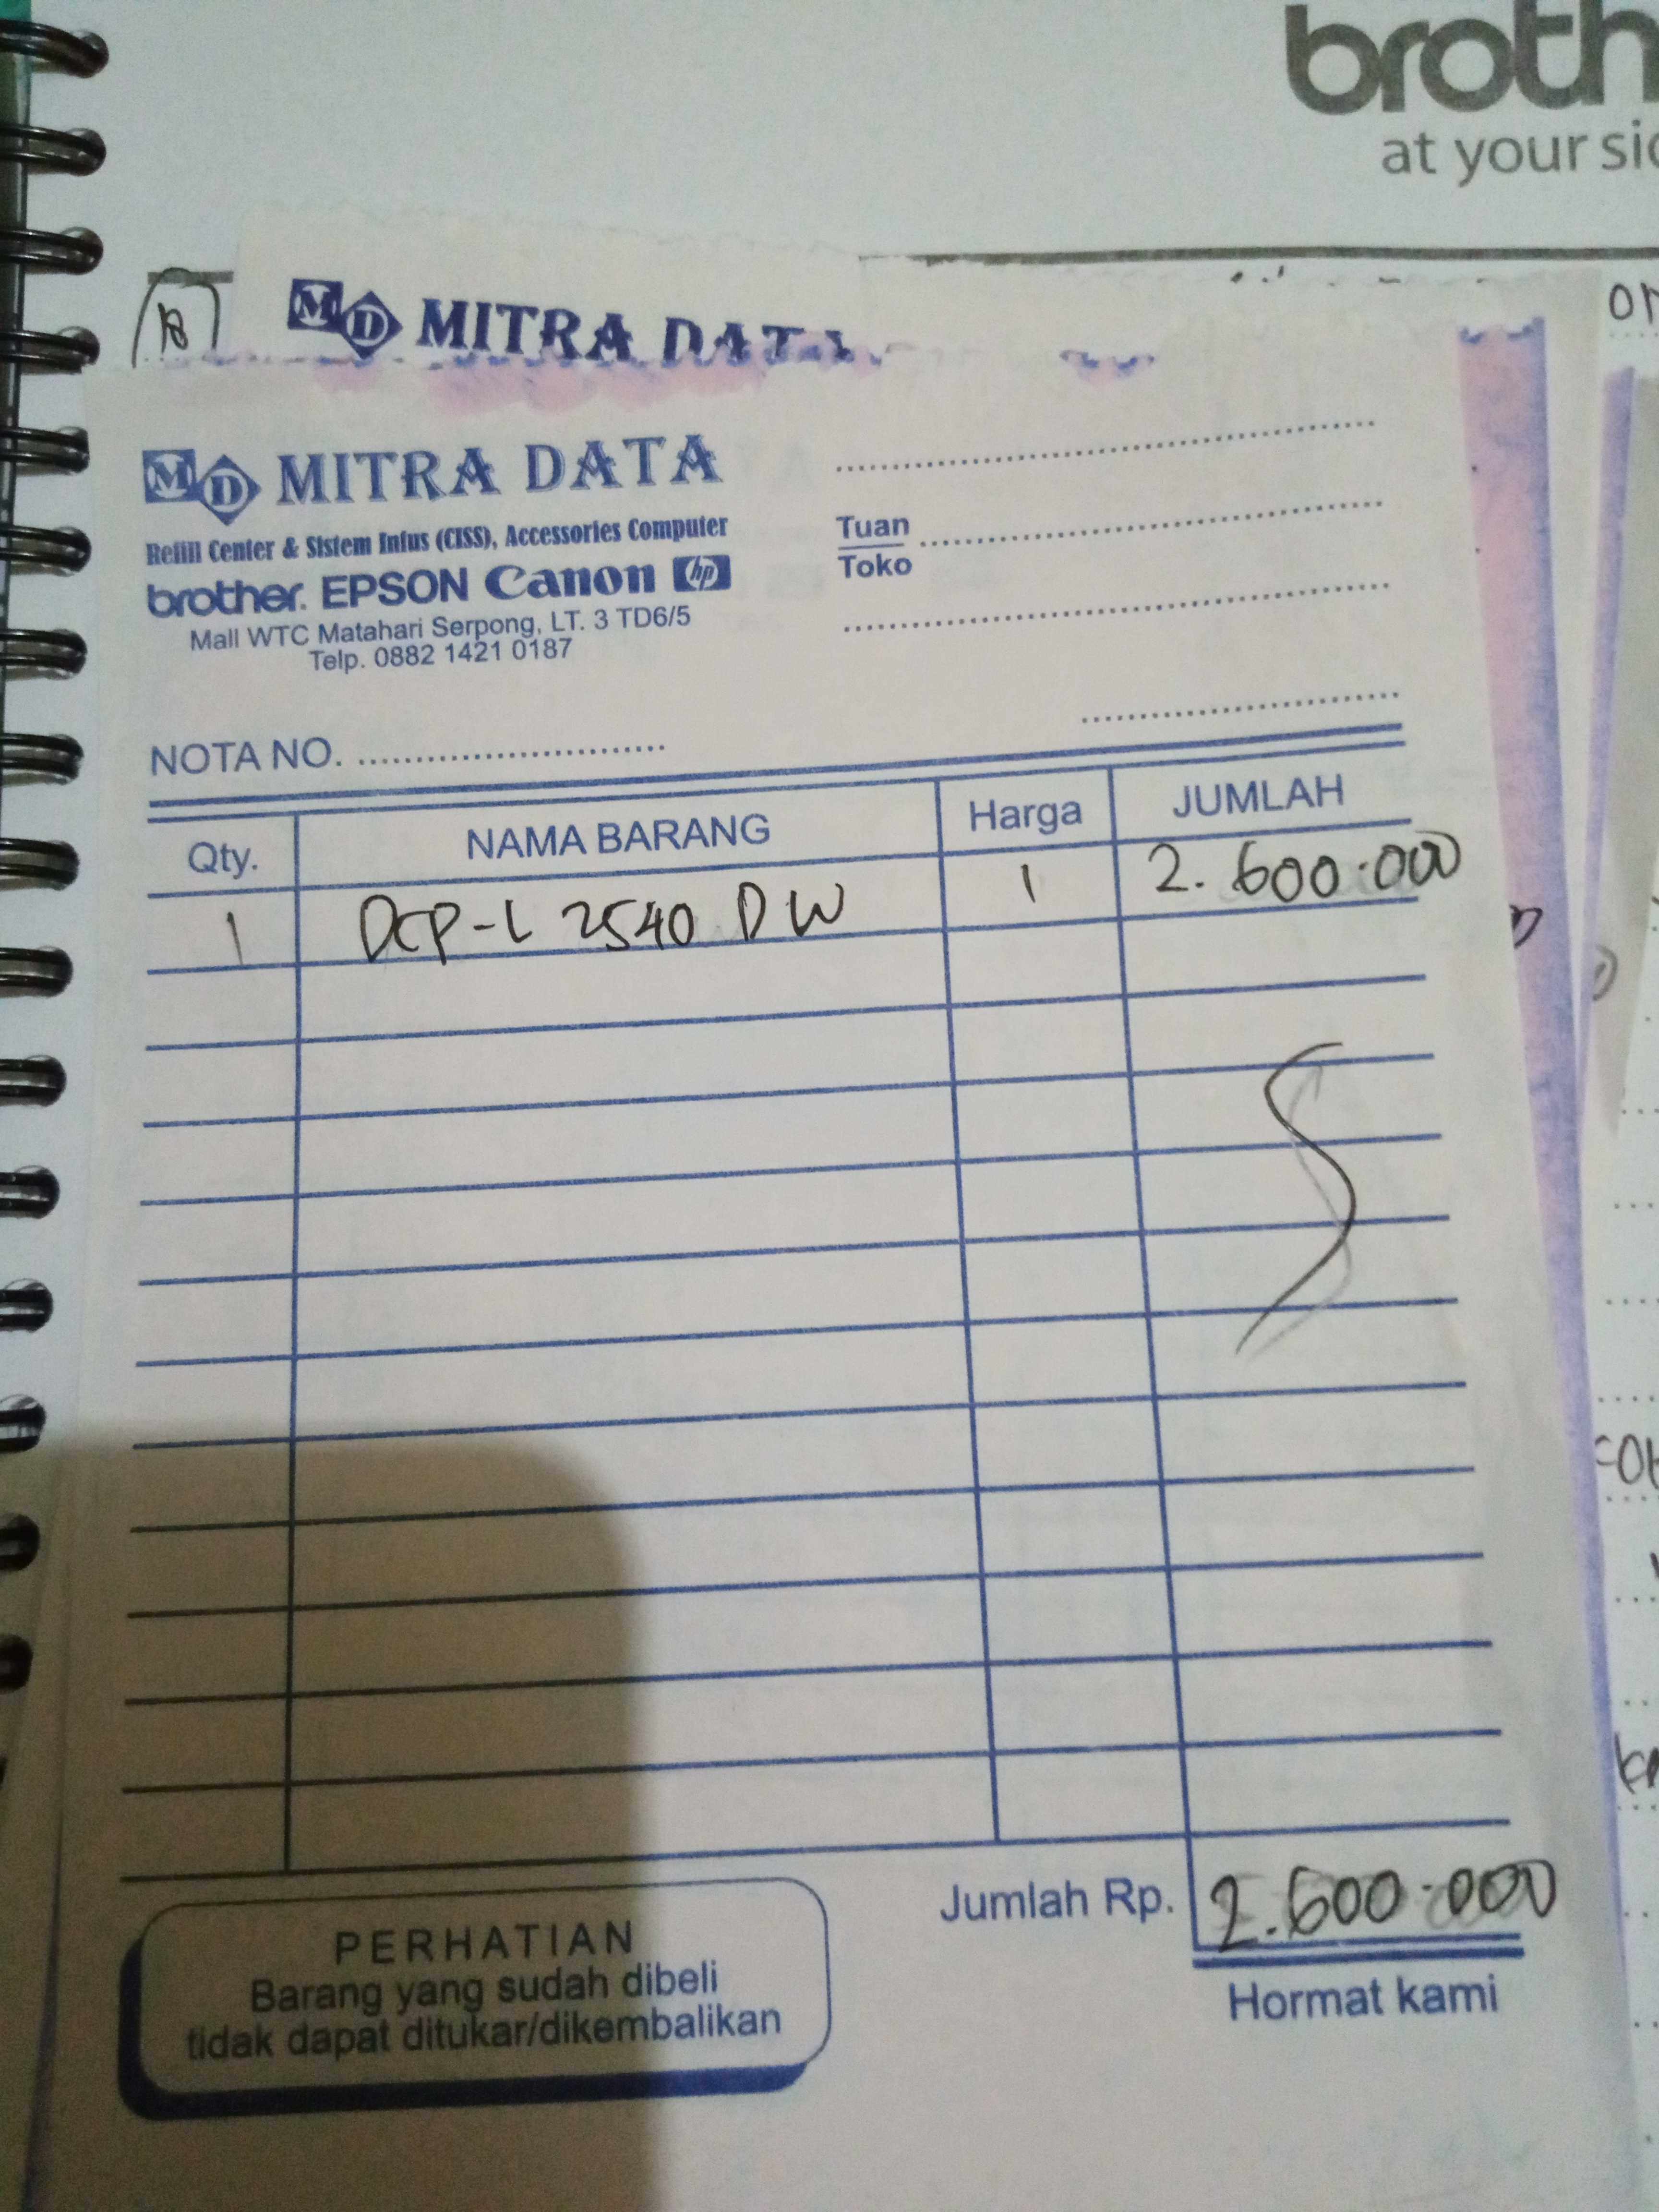 broth
at your sid
MD MITRA DATA
MD MITRA DATA
Refill Center & Sistem Infus (CISS), Accessories Computer
brother. EPSON Canon hp
Mall WTC Matahari Serpong, LT. 3 TD6/5
Telp. 0882 1421 0187
Tuan
Toko
NOTA NO.
Qty. NAMA BARANG Harga JUMLAH
1 DCP-L 2540 DW 1 2.600.000
Jumlah Rp. 2.600.000
Hormat kami
PERHATIAN
Barang yang sudah dibeli
tidak dapat ditukar/dikembalikan